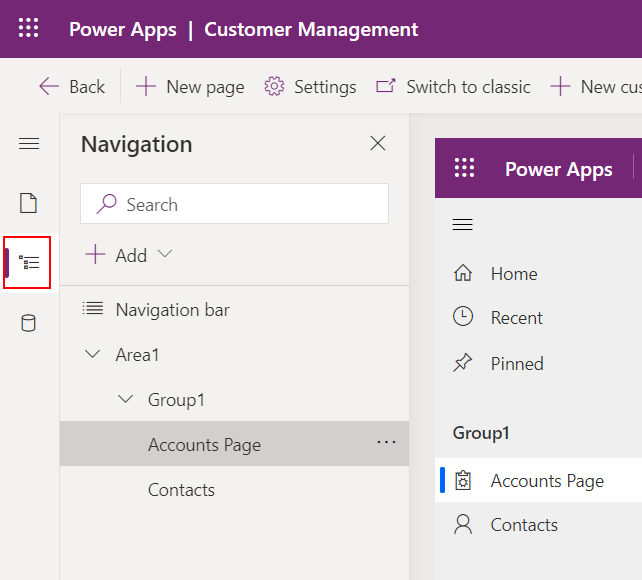 Power Apps | Customer Management
Back New page Settings Switch to classic New cus
Navigation
Search
Add
Navigation bar
Area1
Group1
Accounts Page ...
Contacts
Power Apps
Home
Recent
Pinned
Group1
Accounts Page
Contacts